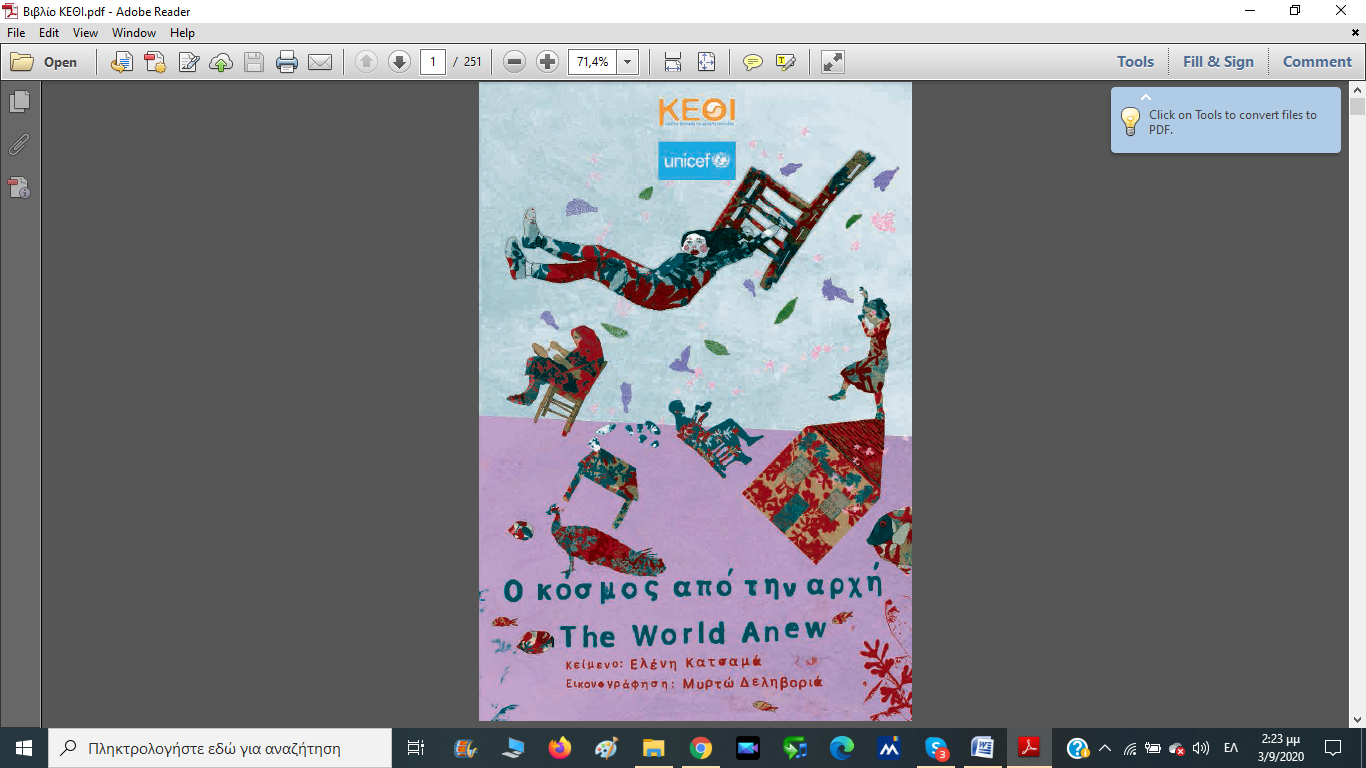 Βιβλίο ΚΕΘΙ.pdf - Adobe Reader
File Edit View Window Help
Open 1 / 251 71,4% Tools Fill & Sign Comment
Click on Tools to convert files to
PDF.
ΚΕΘΙ
unicef
Ο κόσμος από την αρχή
The World Anew
Κείμενο: Ελένη Κατσαμά
Εικονογράφηση: Μυρτώ Δεληβοριά
Πληκτρολογήστε εδώ για αναζήτηση
3
ΕΛ
2:23 μμ
3/9/2020